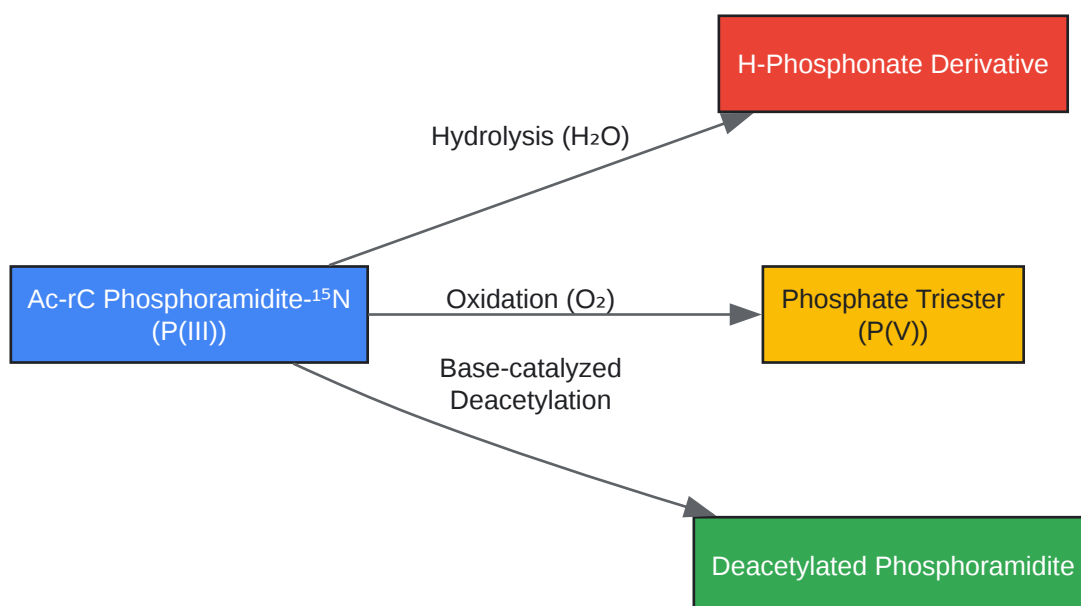 H-Phosphonate Derivative
Hydrolysis (H₂O)
Ac-rC Phosphoramidite-¹⁵N
(P(III))
Oxidation (O₂)
Phosphate Triester
(P(V))
Base-catalyzed
Deacetylation
Deacetylated Phosphoramidite